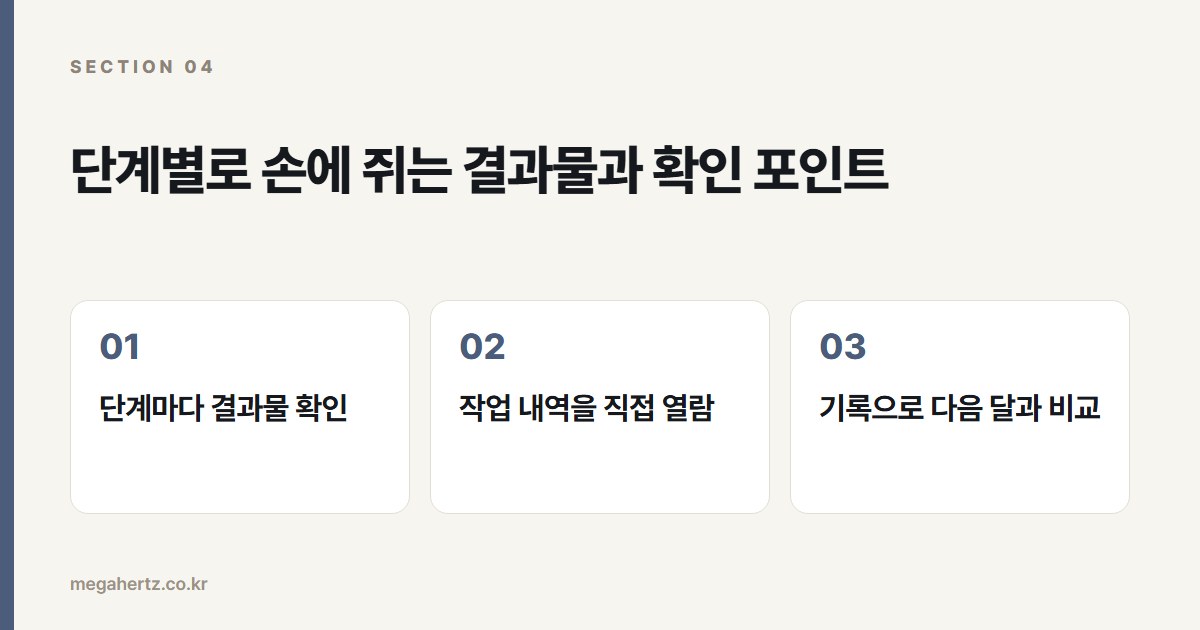 SECTION 04
단계별로 손에 쥐는 결과물과 확인 포인트
01
단계마다 결과물 확인
02
작업 내역을 직접 열람
03
기록으로 다음 달과 비교
megahertz.co.kr